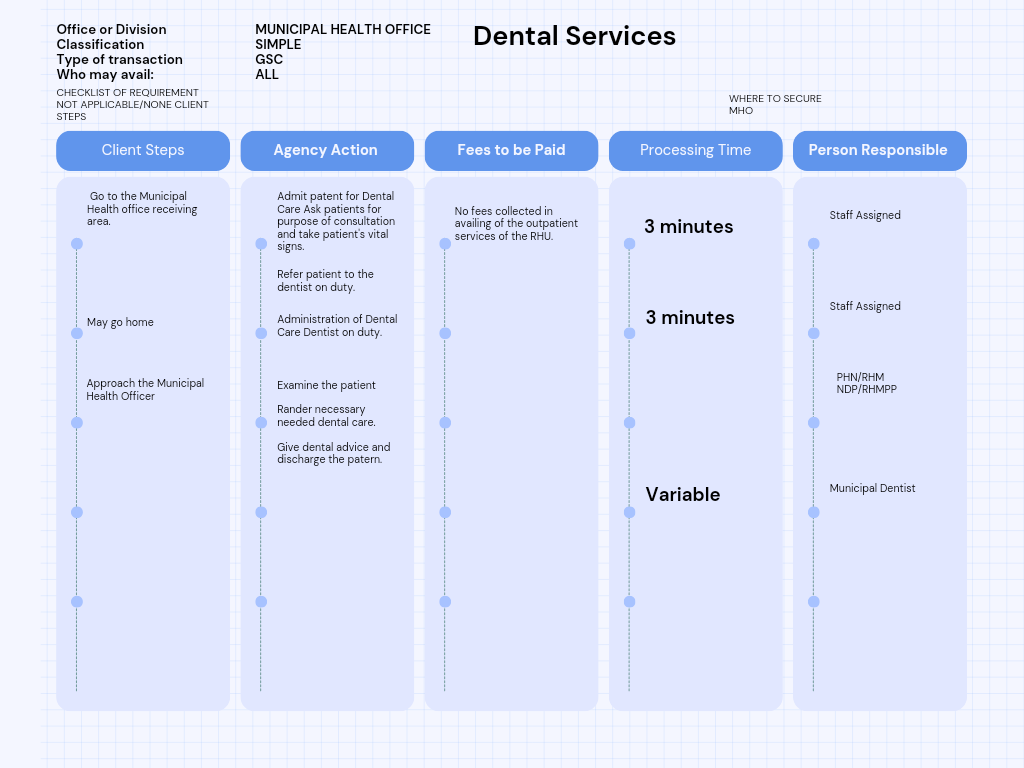 Dental Services
Office or Division
MUNICIPAL HEALTH OFFICE
Classification
SIMPLE
Type of transaction
GSC
Who may avail:
ALL
CHECKLIST OF REQUIREMENT
NOT APPLICABLE/NONE CLIENT
STEPS
WHERE TO SECURE
MHO
Client Steps
Agency Action
Fees to be Paid
Processing Time
Person Responsible
Go to the Municipal
Health office receiving
area.
May go home
Approach the Municipal
Health Officer
Admit patent for Dental
Care Ask patients for
purpose of consultation
and take patient's vital
signs.
Refer patient to the
dentist on duty.
Administration of Dental
Care Dentist on duty.
Examine the patient
Rander necessary
needed dental care.
Give dental advice and
discharge the patern.
No fees collected in
availing of the outpatient
services of the RHU.
3 minutes
3 minutes
Variable
Staff Assigned
Staff Assigned
PHN/RHM
NDP/RHMPP
Municipal Dentist